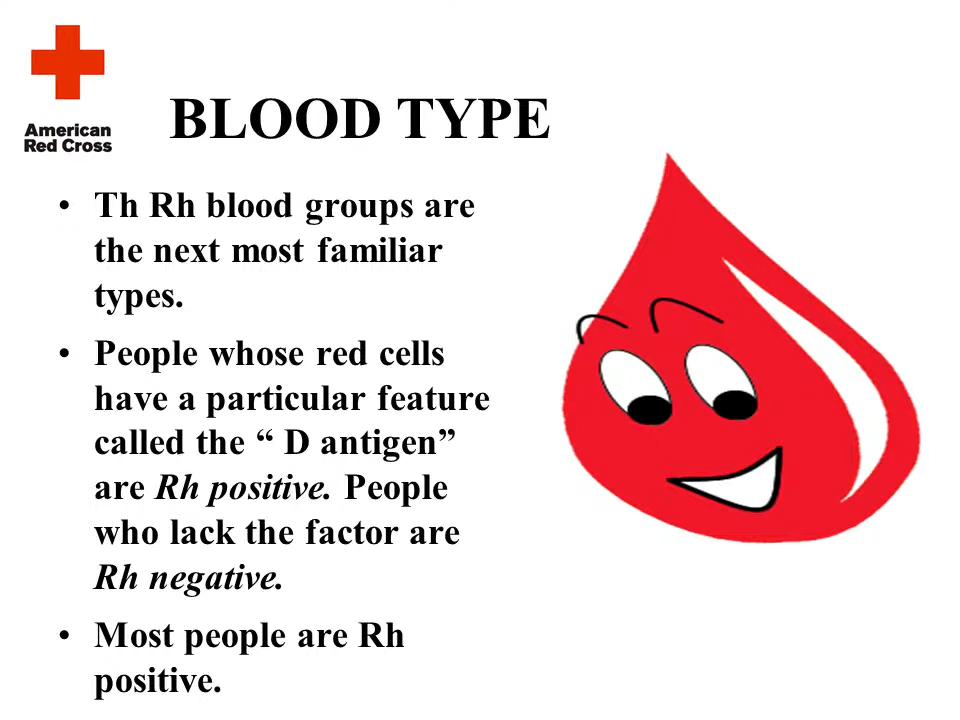 American
Red Cross
BLOOD TYPE
• Th Rh blood groups are
the next most familiar
types.
• People whose red cells
have a particular feature
called the “ D antigen”
are Rh positive. People
who lack the factor are
Rh negative.
• Most people are Rh
positive.